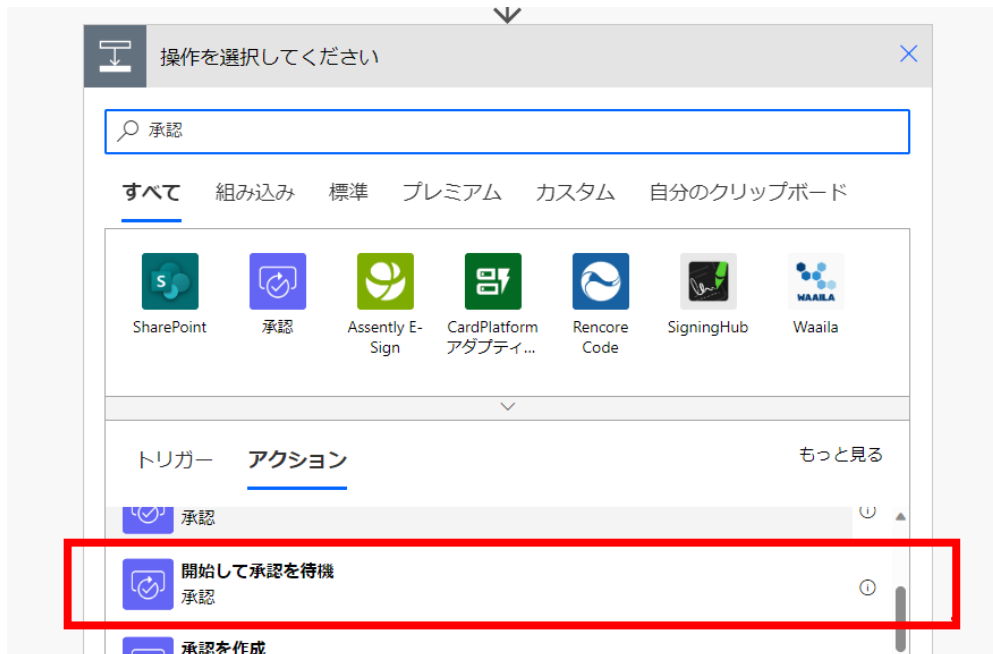 操作を選択してください
承認
すべて 組み込み 標準 プレミアム カスタム 自分のクリップボード
S
SharePoint
承認
Assently E-
Sign
CardPlatform
アダプティ...
Rencore
Code
SigningHub
WAAILA
Waaila
トリガー アクション もっと見る
承認
開始して承認を待機
承認
承認を作成